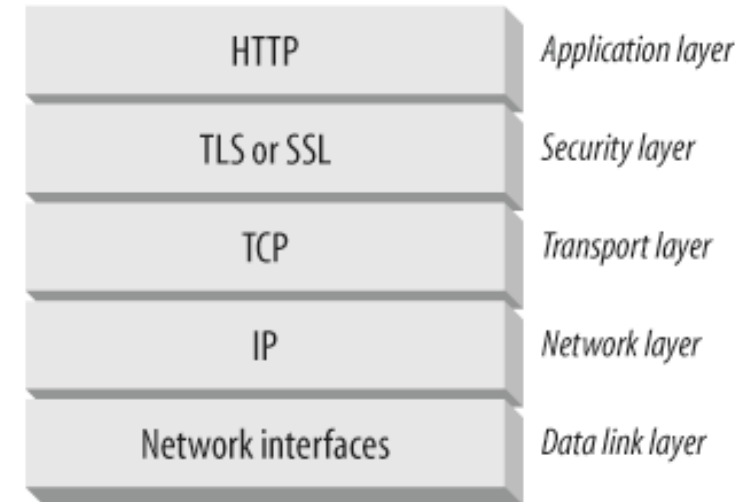 HTTP Application layer
TLS or SSL Security layer
TCP Transport layer
IP Network layer
Network interfaces Data link layer